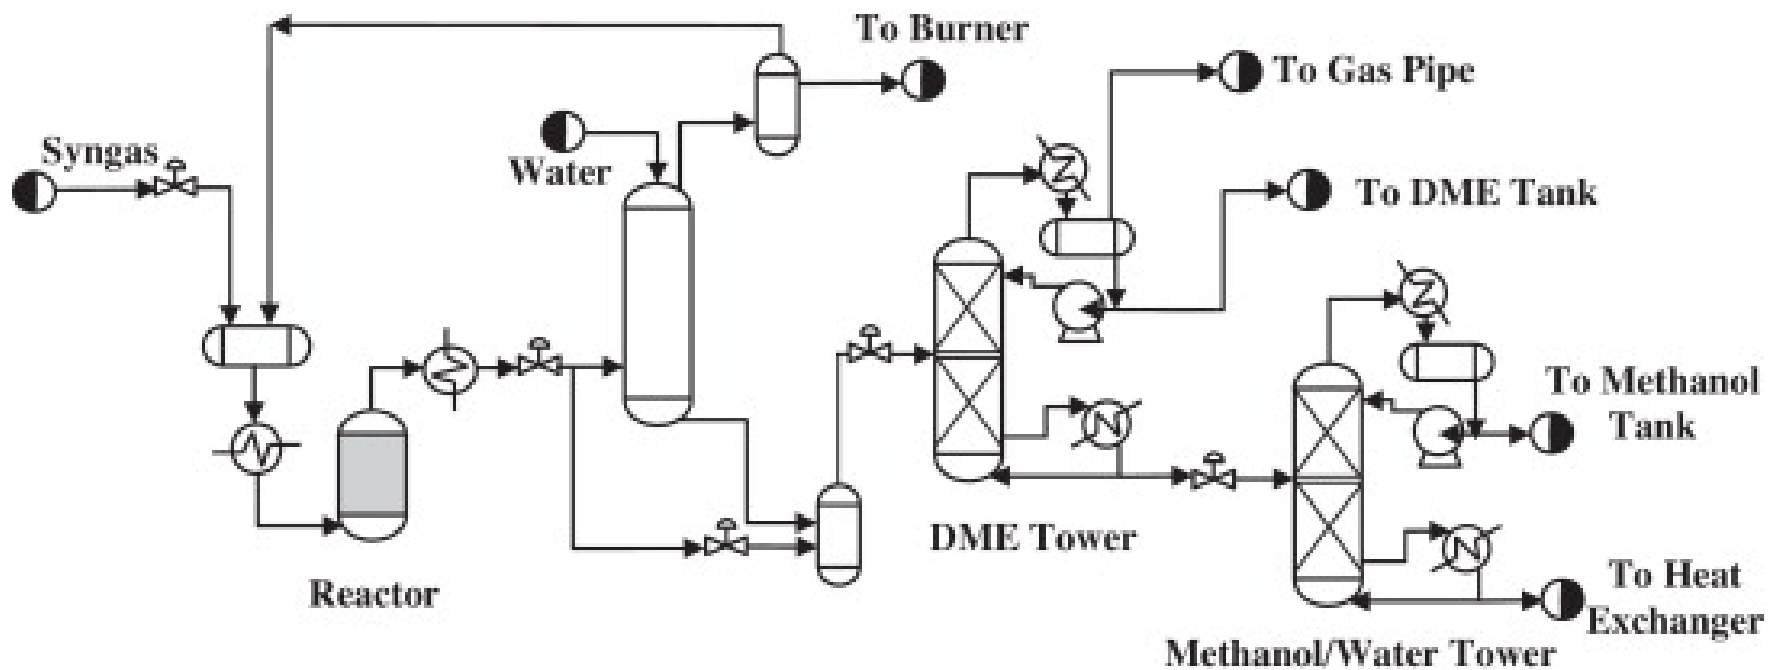 To Burner
To Gas Pipe
Syngas
Water
To DME Tank
To Methanol
Tank
DME Tower
Reactor
To Heat
Exchanger
Methanol/Water Tower